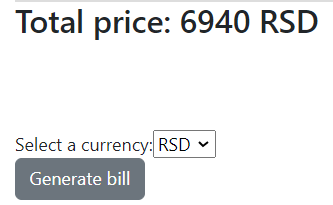 Total price: 6940 RSD
Select a currency: RSD
Generate bill